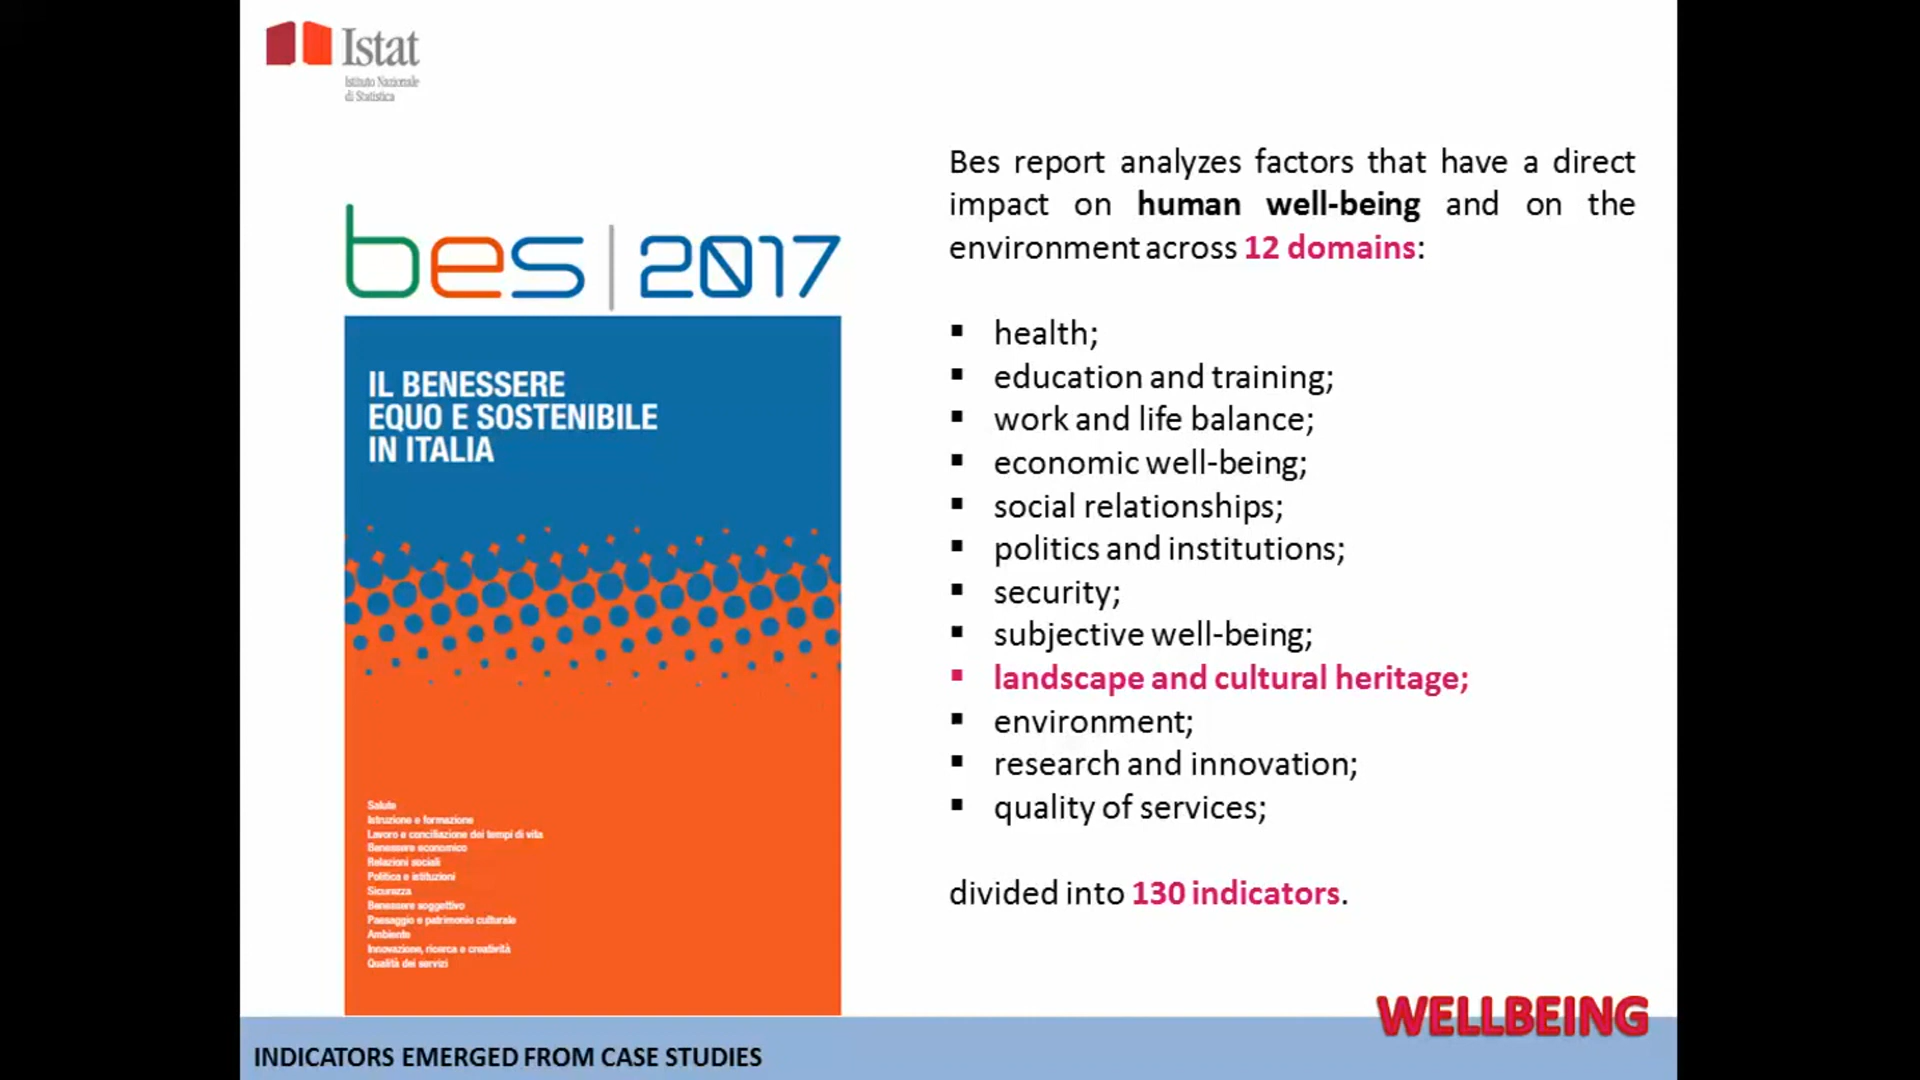 Istat
Istituto Nazionale
di Statistica
bes | 2017
IL BENESSERE
EQUO E SOSTENIBILE
IN ITALIA
Salute
Istruzione e formazione
Lavoro e conciliazione dei tempi di vita
Benessere economico
Relazioni sociali
Politica e istituzioni
Sicurezza
Benessere soggettivo
Paesaggio e patrimonio culturale
Ambiente
Innovazione, ricerca e creatività
Qualità dei servizi
Bes report analyzes factors that have a direct
impact on human well-being and on the
environment across 12 domains:
▪ health;
▪ education and training;
▪ work and life balance;
▪ economic well-being;
▪ social relationships;
▪ politics and institutions;
▪ security;
▪ subjective well-being;
▪ landscape and cultural heritage;
▪ environment;
▪ research and innovation;
▪ quality of services;
divided into 130 indicators.
WELLBEING
INDICATORS EMERGED FROM CASE STUDIES